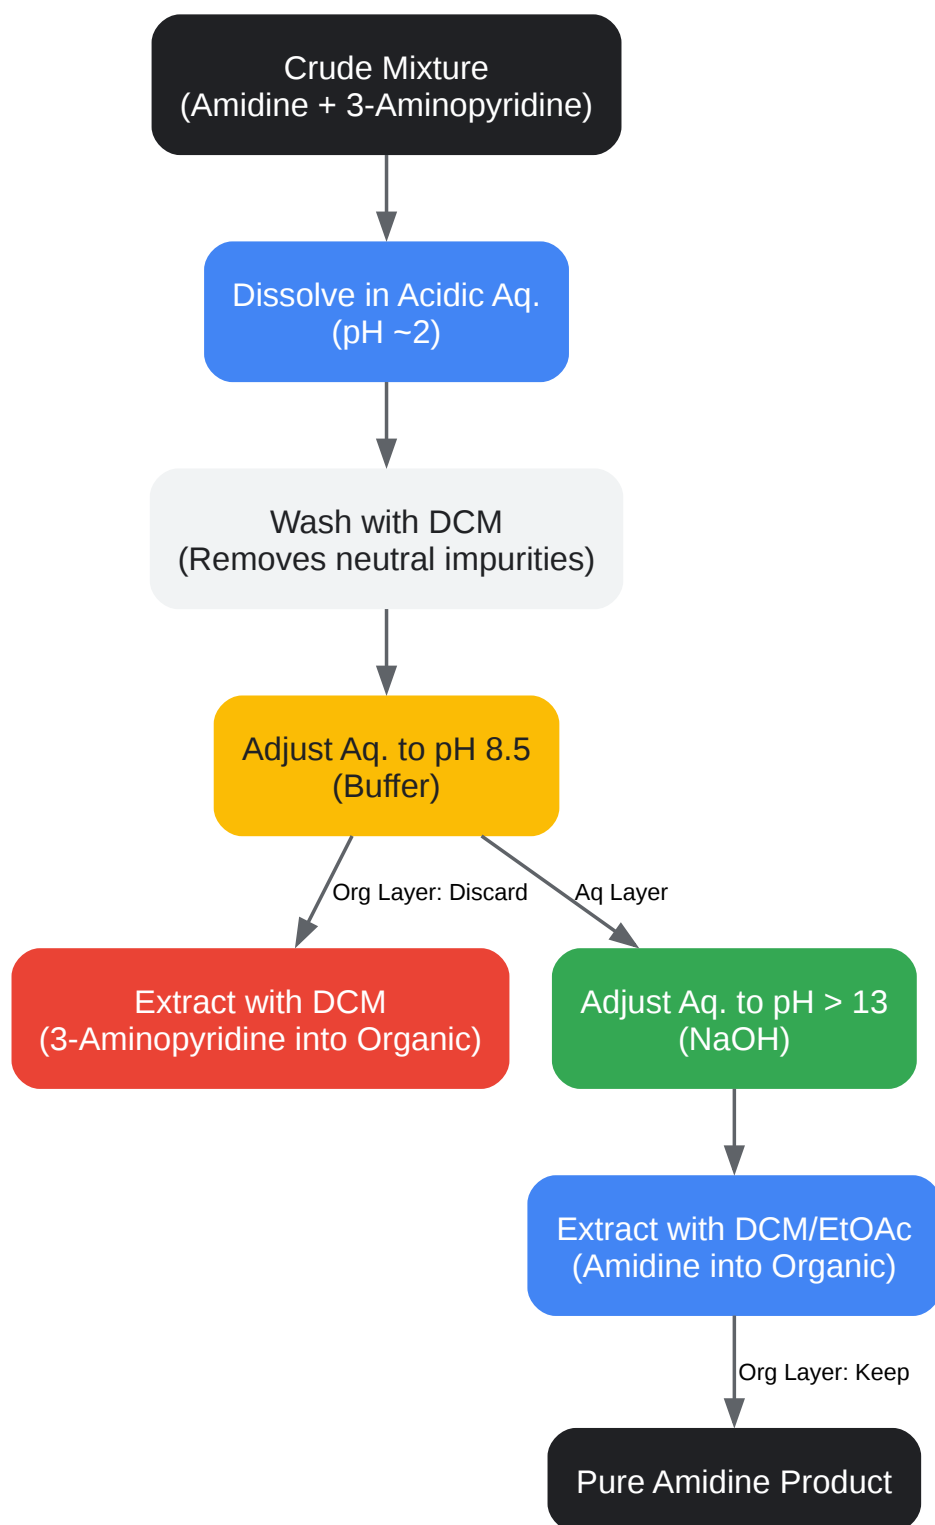 Crude Mixture
(Amidine + 3-Aminopyridine)
Dissolve in Acidic Aq.
(pH ~2)
Wash with DCM
(Removes neutral impurities)
Adjust Aq. to pH 8.5
(Buffer)
Org Layer: Discard
Aq Layer
Extract with DCM
(3-Aminopyridine into Organic)
Adjust Aq. to pH > 13
(NaOH)
Extract with DCM/EtOAc
(Amidine into Organic)
Org Layer: Keep
Pure Amidine Product